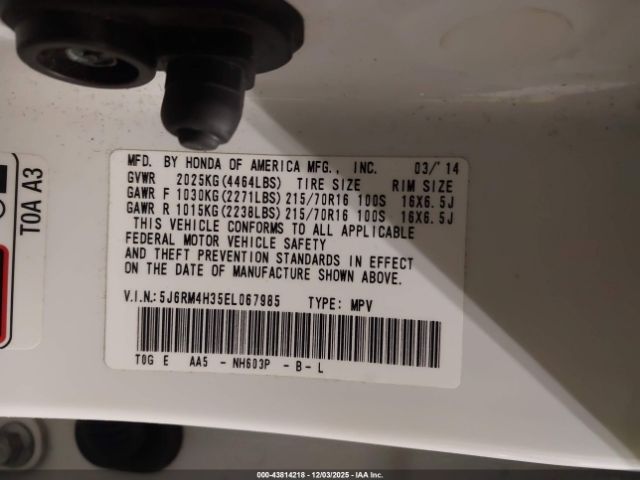 MFD. BY HONDA OF AMERICA MFG., INC. 03/'14
GVWR 2025KG(4464LBS) TIRE SIZE RIM SIZE
GAWR F 1030KG(2271LBS) 215/70R16 100S 16X6.5J
GAWR R 1015KG(2238LBS) 215/70R16 100S 16X6.5J
THIS VEHICLE CONFORMS TO ALL APPLICABLE
FEDERAL MOTOR VEHICLE SAFETY
AND THEFT PREVENTION STANDARDS IN EFFECT
ON THE DATE OF MANUFACTURE SHOWN ABOVE.
V.I.N.:5J6RM4H35EL067985 TYPE: MPV
T0G E AA5 - NH603P - B - L
T0A A3
000-43814218 - 12/03/2025 - IAA Inc.